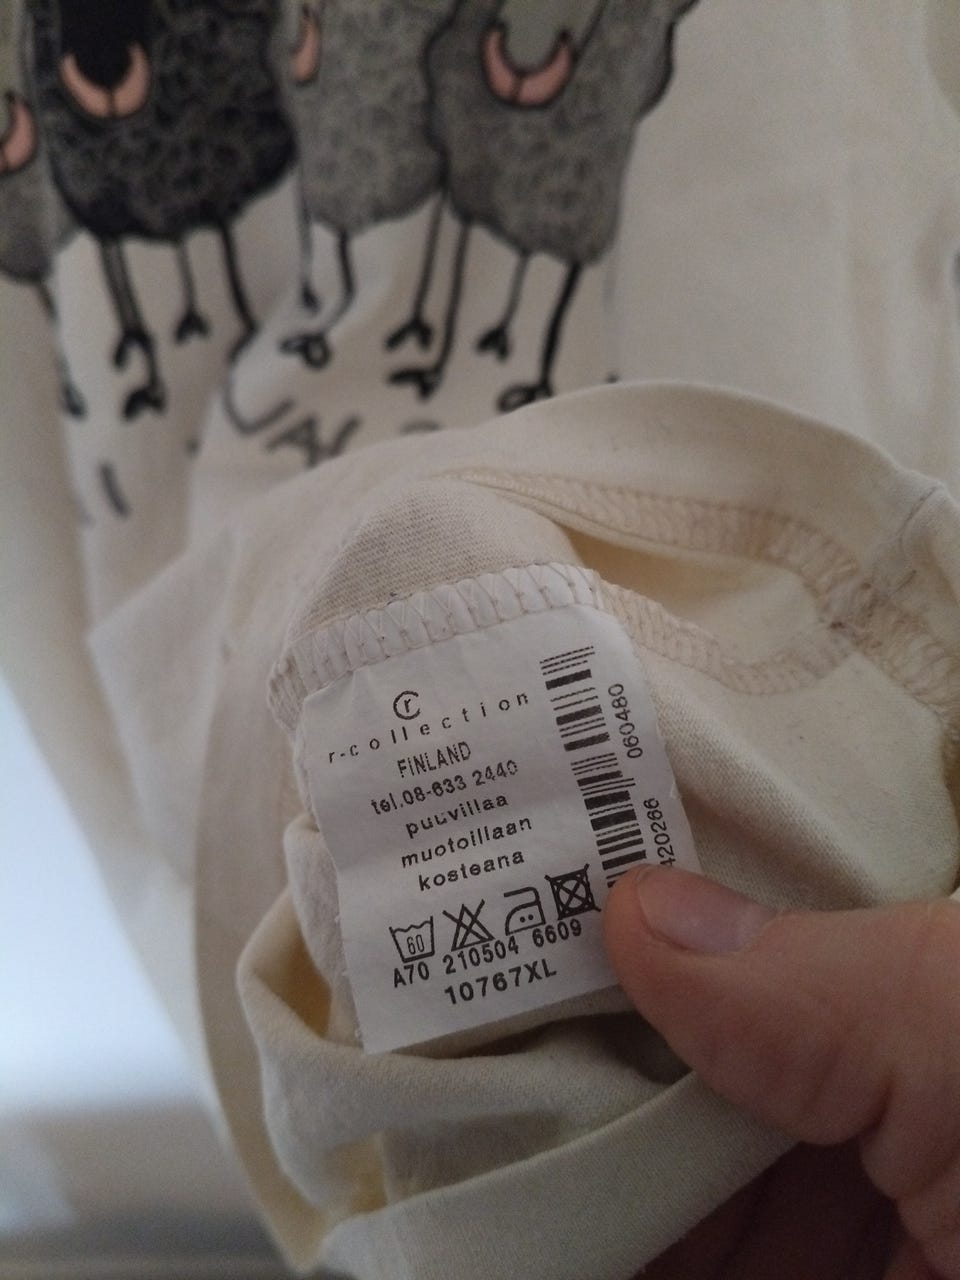 r-collection
FINLAND
tel.08-633 2440
puuvillaa
muotoillaan
kosteana
60
A70 210504 6609
10767XL
060480
420266